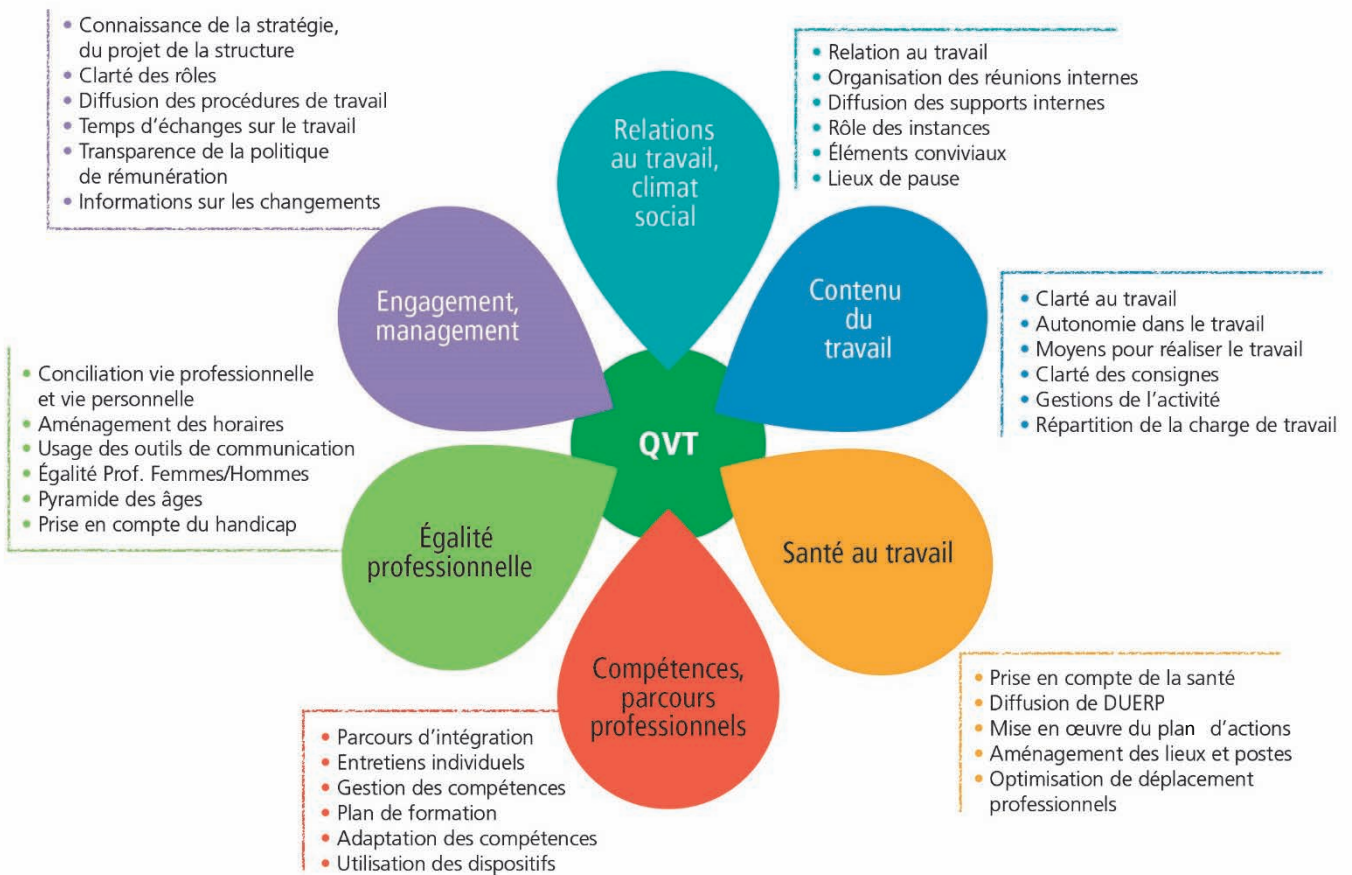 • Connaissance de la stratégie,
du projet de la structure
• Clarté des rôles
• Diffusion des procédures de travail
• Temps d'échanges sur le travail
• Transparence de la politique
de rémunération
• Informations sur les changements
Relations
au travail,
climat
social
• Relation au travail
• Organisation des réunions internes
• Diffusion des supports internes
• Rôle des instances
• Éléments conviviaux
• Lieux de pause
Engagement,
management
Contenu
du
travail
• Clarté au travail
• Autonomie dans le travail
• Moyens pour réaliser le travail
• Clarté des consignes
• Gestions de l'activité
• Répartition de la charge de travail
• Conciliation vie professionnelle
et vie personnelle
• Aménagement des horaires
• Usage des outils de communication
• Égalité Prof. Femmes/Hommes
• Pyramide des âges
• Prise en compte du handicap
QVT
Égalité
professionnelle
Santé au travail
Compétences,
parcours
professionnels
• Prise en compte de la santé
• Diffusion de DUERP
• Mise en œuvre du plan d'actions
• Aménagement des lieux et postes
• Optimisation de déplacement
professionnels
• Parcours d'intégration
• Entretiens individuels
• Gestion des compétences
• Plan de formation
• Adaptation des compétences
• Utilisation des dispositifs